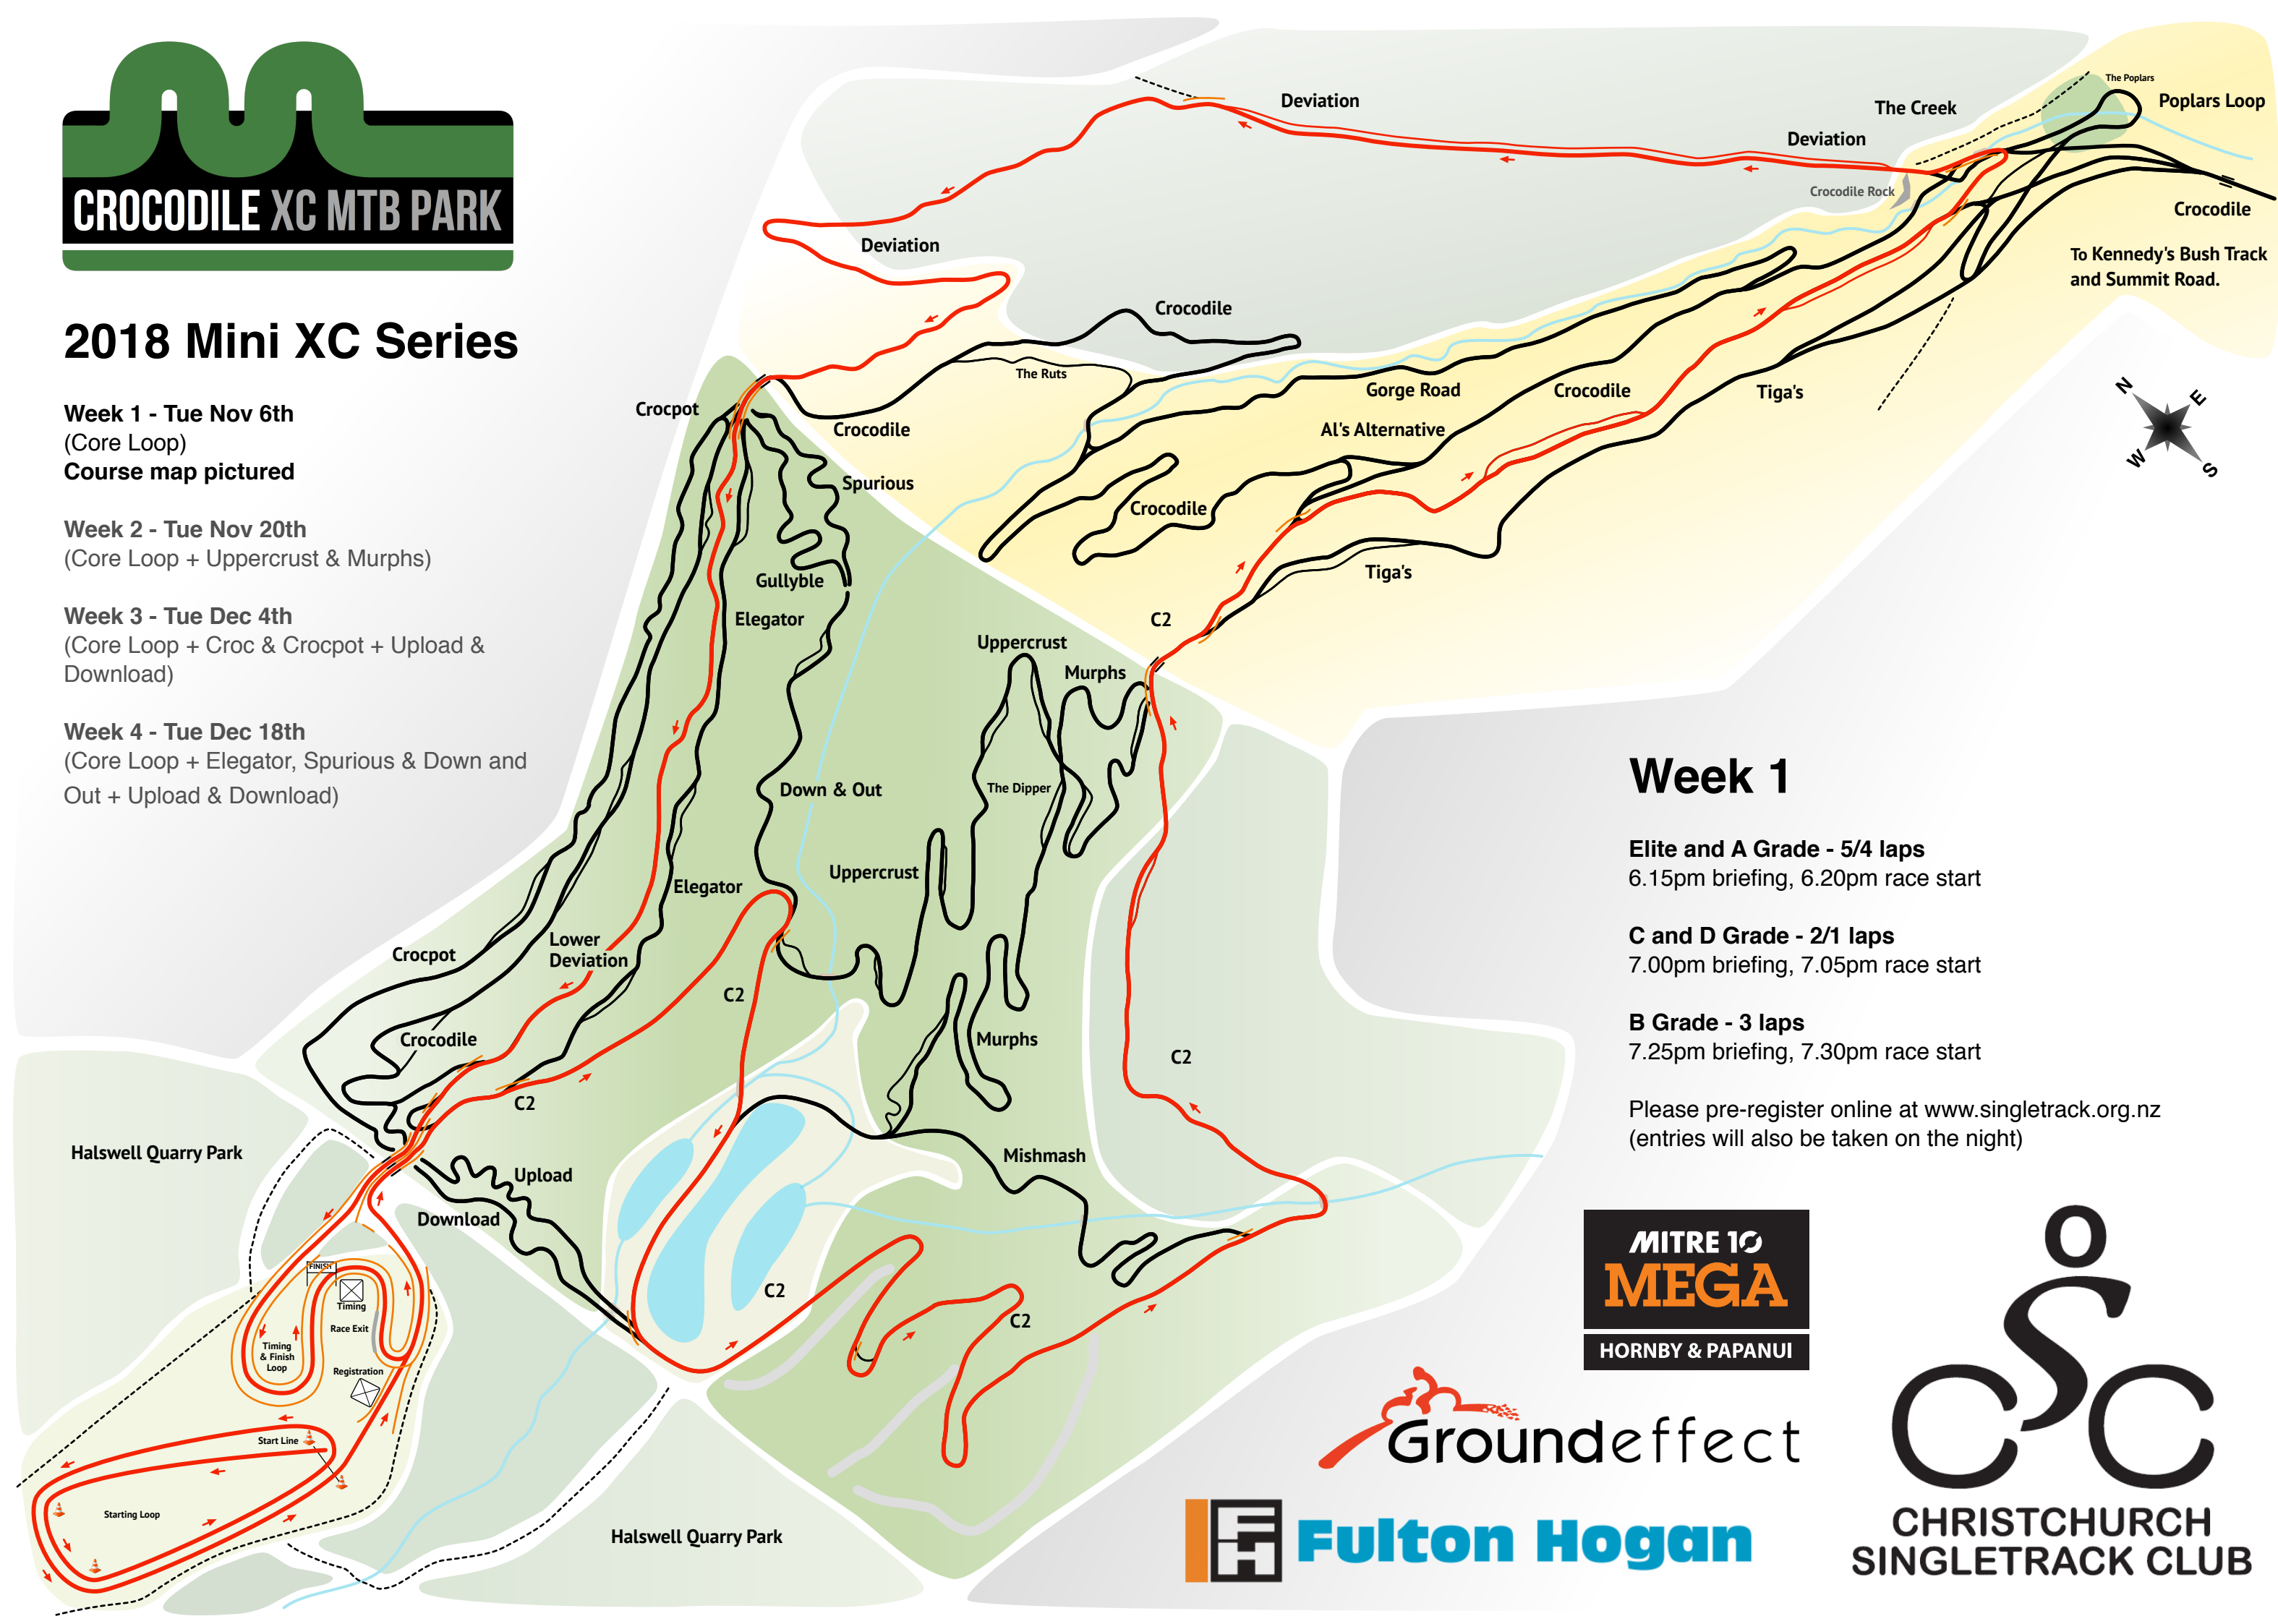 CROCODILE XC MTB PARK
2018 Mini XC Series
Week 1 - Tue Nov 6th
(Core Loop)
Course map pictured
Week 2 - Tue Nov 20th
(Core Loop + Uppercrust & Murphs)
Week 3 - Tue Dec 4th
(Core Loop + Croc & Crocpot + Upload &
Download)
Week 4 - Tue Dec 18th
(Core Loop + Elegator, Spurious & Down and
Out + Upload & Download)
Deviation
The Creek
Deviation
The Poplars
Poplars Loop
Crocodile Rock
Crocodile
To Kennedy's Bush Track
and Summit Road.
Deviation
Crocodile
The Ruts
Crocpot
Crocodile
Gorge Road
Crocodile
Tiga's
Al's Alternative
Spurious
Crocodile
N
E
W
S
Gullyble
Tiga's
Elegator
C2
Uppercrust
Murphs
Down & Out
The Dipper
Uppercrust
Elegator
Lower
Deviation
Crocpot
C2
Crocodile
Murphs
C2
C2
Halswell Quarry Park
Mishmash
Upload
Download
FINISH
Timing
Race Exit
Timing
& Finish
Loop
Registration
C2
C2
Start Line
Starting Loop
Halswell Quarry Park
Week 1
Elite and A Grade - 5/4 laps
6.15pm briefing, 6.20pm race start
C and D Grade - 2/1 laps
7.00pm briefing, 7.05pm race start
B Grade - 3 laps
7.25pm briefing, 7.30pm race start
Please pre-register online at www.singletrack.org.nz
(entries will also be taken on the night)
MITRE 10
MEGA
HORNBY & PAPANUI
Groundeffect
Fulton Hogan
CSC
CHRISTCHURCH
SINGLETRACK CLUB